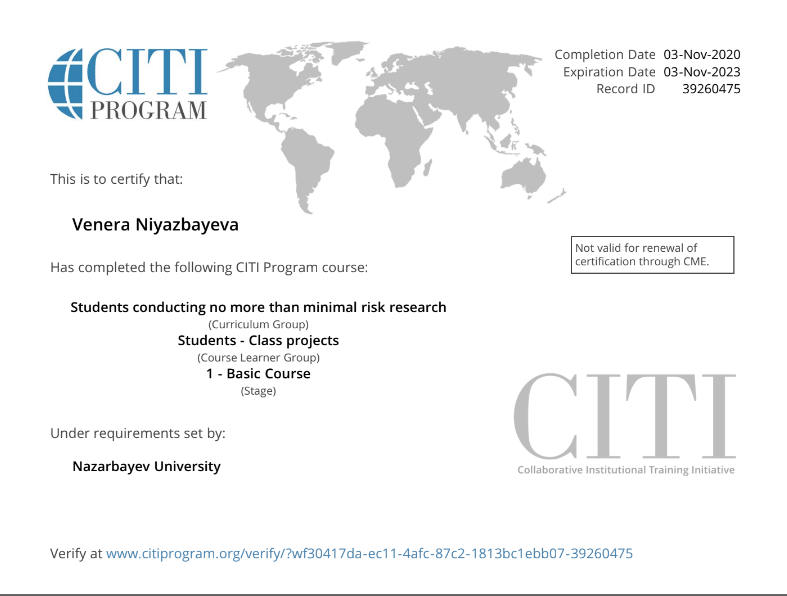 CITI
PROGRAM
Completion Date 03-Nov-2020
Expiration Date 03-Nov-2023
Record ID 39260475
This is to certify that:
Venera Niyazbayeva
Has completed the following CITI Program course:
Not valid for renewal of
certification through CME.
Students conducting no more than minimal risk research
(Curriculum Group)
Students - Class projects
(Course Learner Group)
1 - Basic Course
(Stage)
Under requirements set by:
Nazarbayev University
CITI
Collaborative Institutional Training Initiative
Verify at www.citiprogram.org/verify/?wf30417da-ec11-4afc-87c2-1813bc1ebb07-39260475